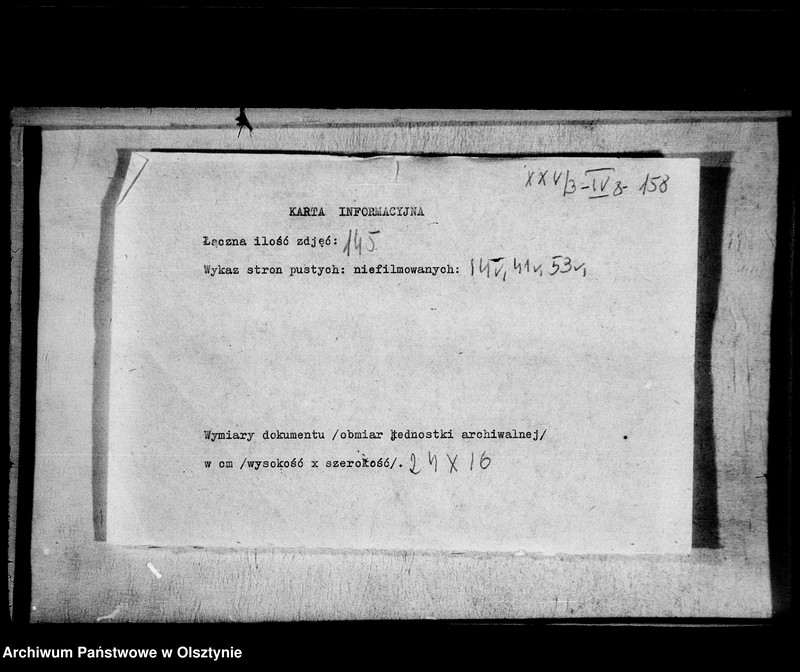 XXV/3-IV 8- 158
KARTA INFORMACYJNA
Łączna ilość zdjęć: 145
Wykaz stron pustych: niefilmowanych: 14v, 41v, 53v,
Wymiary dokumentu /obmiar jednostki archiwalnej/
w cm /wysokość x szerokość/. 24 x 16
Archiwum Państwowe w Olsztynie